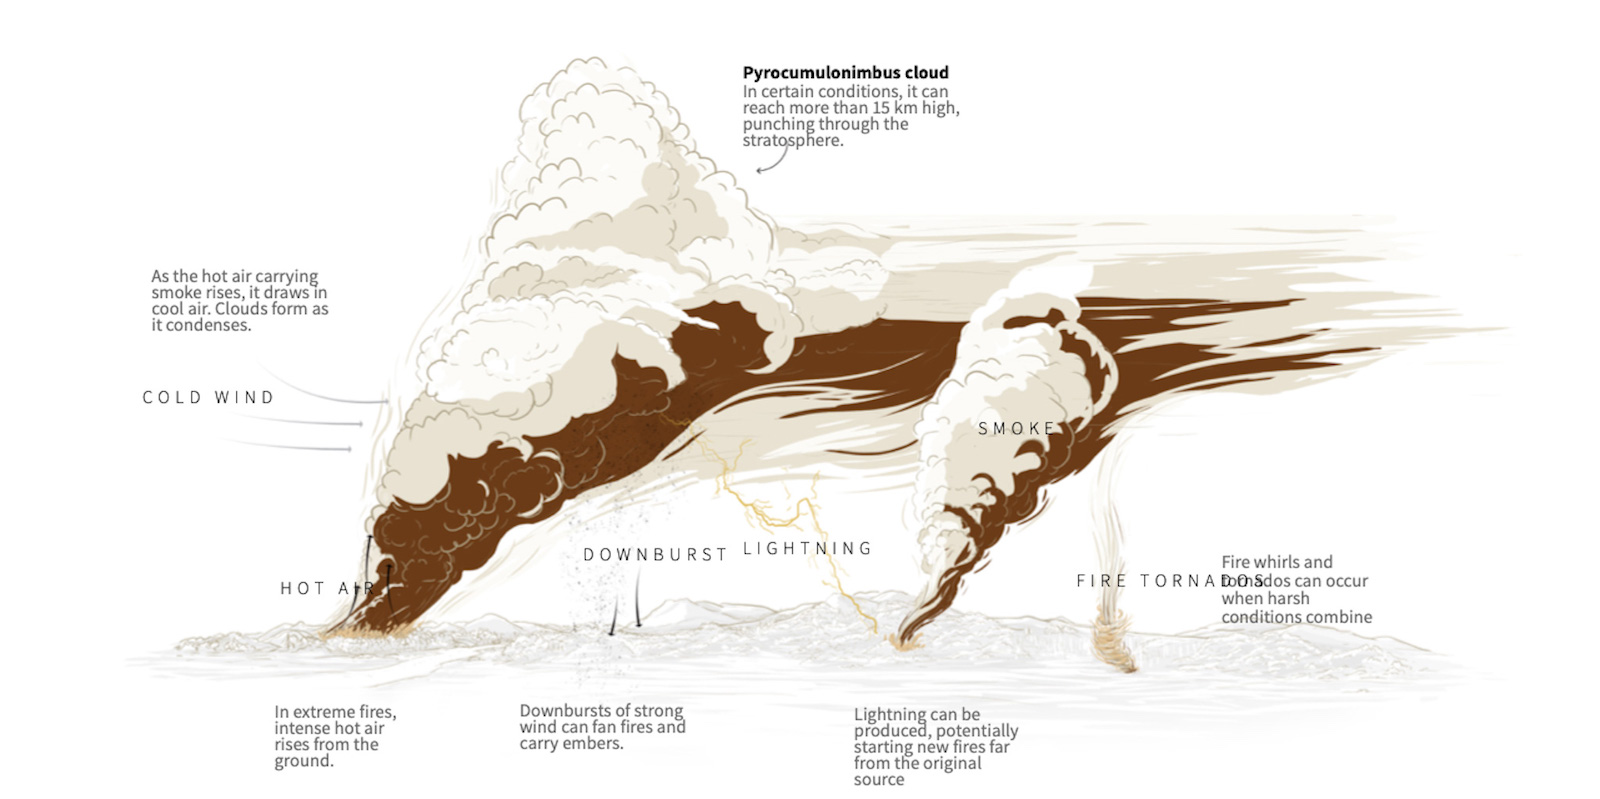 Pyrocumulonimbus cloud
In certain conditions, it can
reach more than 15 km high,
punching through the
stratosphere.
As the hot air carrying
smoke rises, it draws in
cool air. Clouds form as
it condenses.
COLD WIND
SMOKE
DOWNBURST
LIGHTNING
HOT AIR
FIRE TORNADOS
Fire whirls and
tornados can occur
when harsh
conditions combine
In extreme fires,
intense hot air
rises from the
ground.
Downbursts of strong
wind can fan fires and
carry embers.
Lightning can be
produced, potentially
starting new fires far
from the original
source